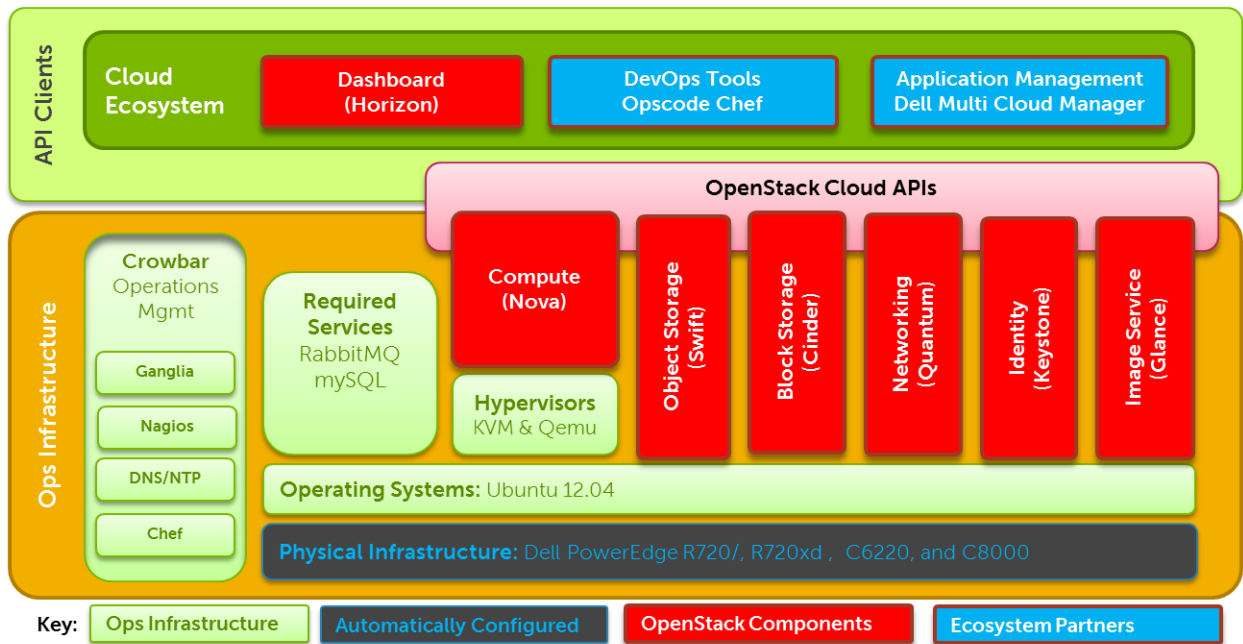 API Clients
Cloud
Ecosystem
Dashboard
(Horizon)
DevOps Tools
Opscode Chef
Application Management
Dell Multi Cloud Manager
OpenStack Cloud APIs
Ops Infrastructure
Crowbar
Operations
Mgmt
Ganglia
Nagios
DNS/NTP
Chef
Required
Services
RabbitMQ
mySQL
Compute
(Nova)
Hypervisors
KVM & Qemu
Object Storage
(Swift)
Block Storage
(Cinder)
Networking
(Quantum)
Identity
(Keystone)
Image Service
(Glance)
Operating Systems: Ubuntu 12.04
Physical Infrastructure: Dell PowerEdge R720/, R720xd , C6220, and C8000
Key:
Ops Infrastructure
Automatically Configured
OpenStack Components
Ecosystem Partners